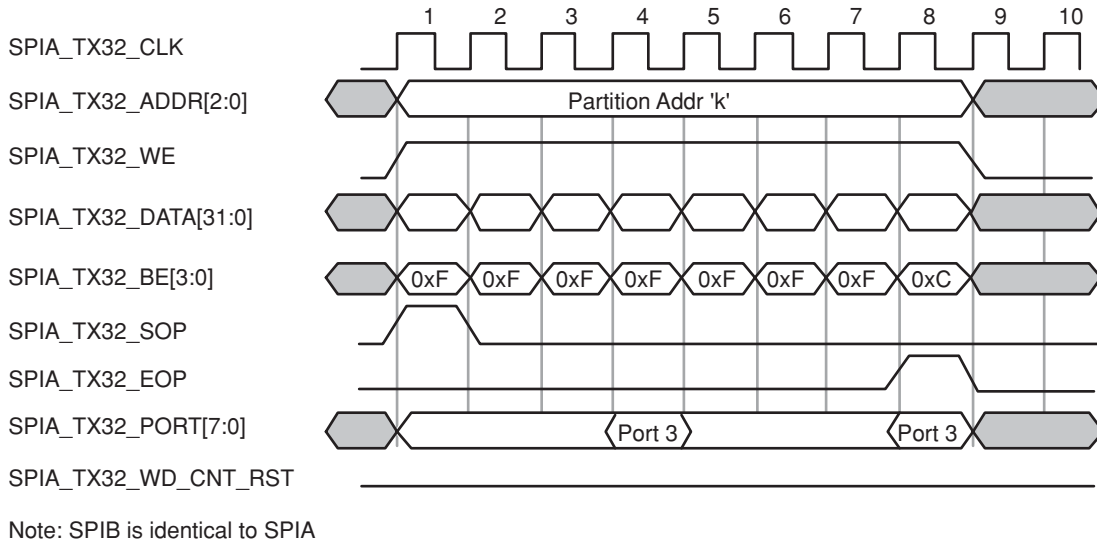 1 2 3 4 5 6 7 8 9 10
SPIA_TX32_CLK
SPIA_TX32_ADDR[2:0] Partition Addr 'k'
SPIA_TX32_WE
SPIA_TX32_DATA[31:0]
SPIA_TX32_BE[3:0] 0xF 0xF 0xF 0xF 0xF 0xF 0xF 0xC
SPIA_TX32_SOP
SPIA_TX32_EOP
SPIA_TX32_PORT[7:0] Port 3 Port 3
SPIA_TX32_WD_CNT_RST
Note: SPIB is identical to SPIA